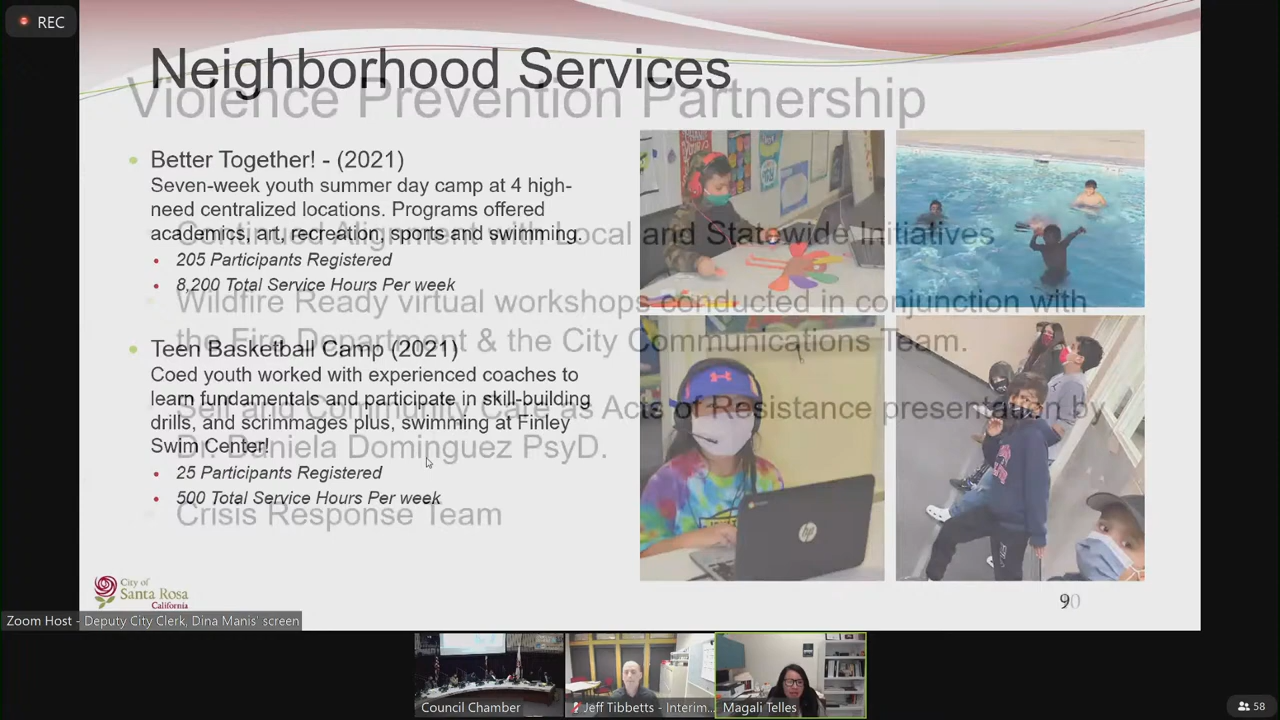 REC
Neighborhood Services
Violence Prevention Partnership
Better Together! - (2021)
Seven-week youth summer day camp at 4 high-
need centralized locations. Programs offered
academics, art, recreation, sports and swimming.
205 Participants Registered
8,200 Total Service Hours Per week
Teen Basketball Camp (2021)
Coed youth worked with experienced coaches to
learn fundamentals and participate in skill-building
drills, and scrimmages plus, swimming at Finley
Swim Center!
25 Participants Registered
500 Total Service Hours Per week
Continued Alignment with Local and Statewide Initiatives
Wildfire Ready virtual workshops conducted in conjunction with
the Fire Department & the City Communications Team.
Self and Community Care as Acts of Resistance presentation by
Dr. Daniela Dominguez PsyD.
Crisis Response Team
hp
City of
Santa Rosa
California
9
Zoom Host - Deputy City Clerk, Dina Manis' screen
Council Chamber
Jeff Tibbetts - Interim...
Magali Telles
58